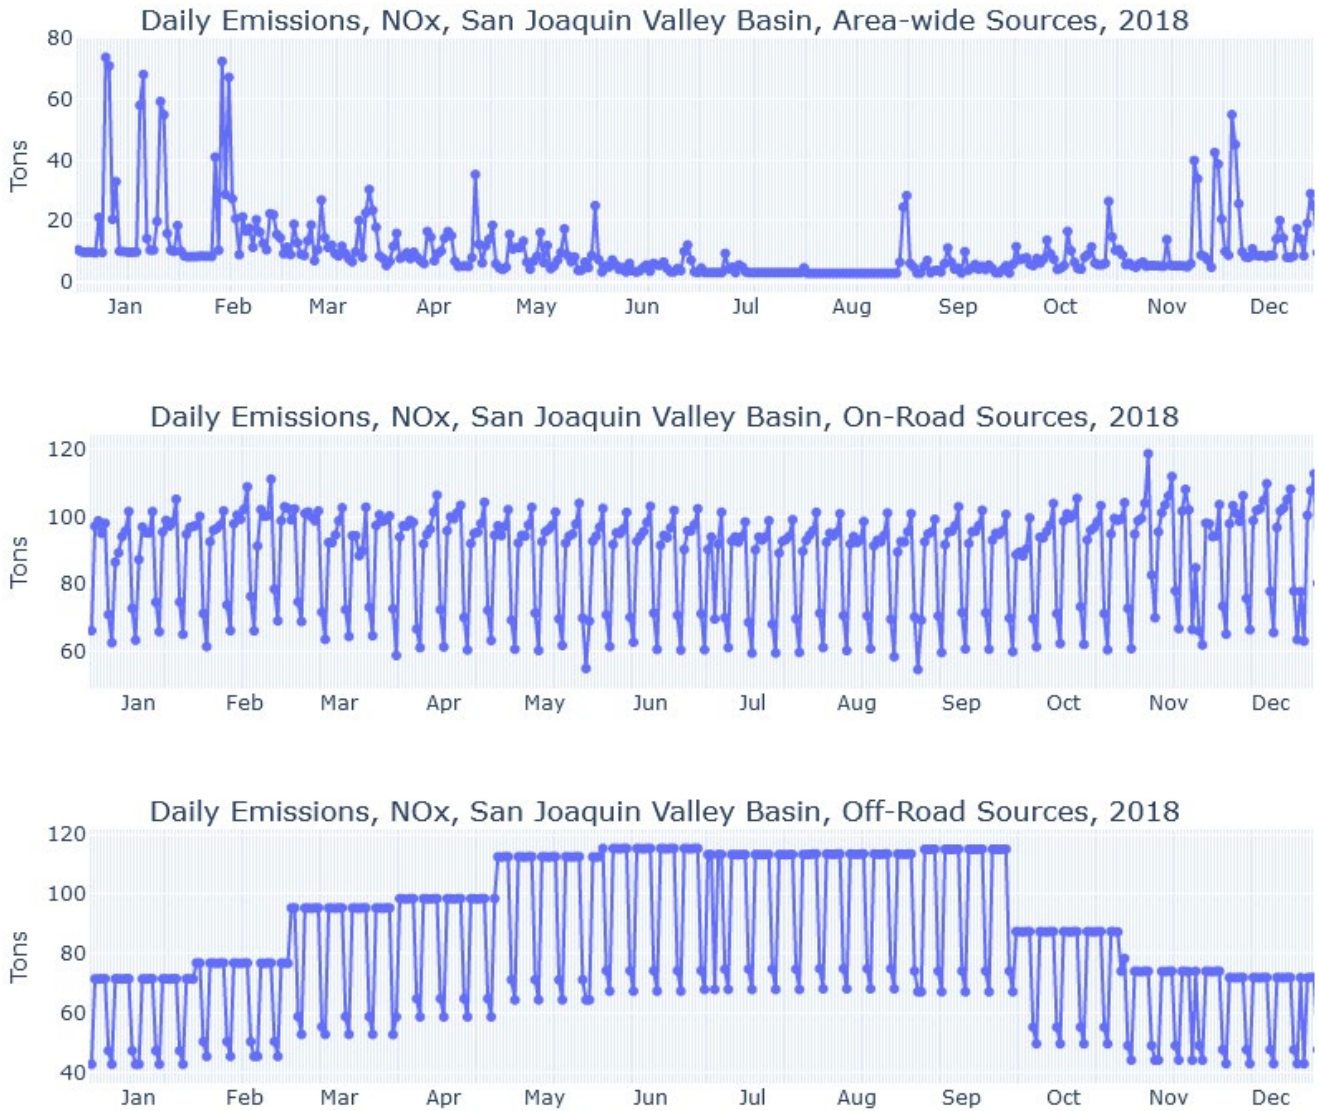 Daily Emissions, NOx, San Joaquin Valley Basin, Area-wide Sources, 2018
80
60
40
20
0
Tons
Jan Feb Mar Apr May Jun Jul Aug Sep Oct Nov Dec
Daily Emissions, NOx, San Joaquin Valley Basin, On-Road Sources, 2018
120
100
80
60
Tons
Jan Feb Mar Apr May Jun Jul Aug Sep Oct Nov Dec
Daily Emissions, NOx, San Joaquin Valley Basin, Off-Road Sources, 2018
120
100
80
60
40
Tons
Jan Feb Mar Apr May Jun Jul Aug Sep Oct Nov Dec